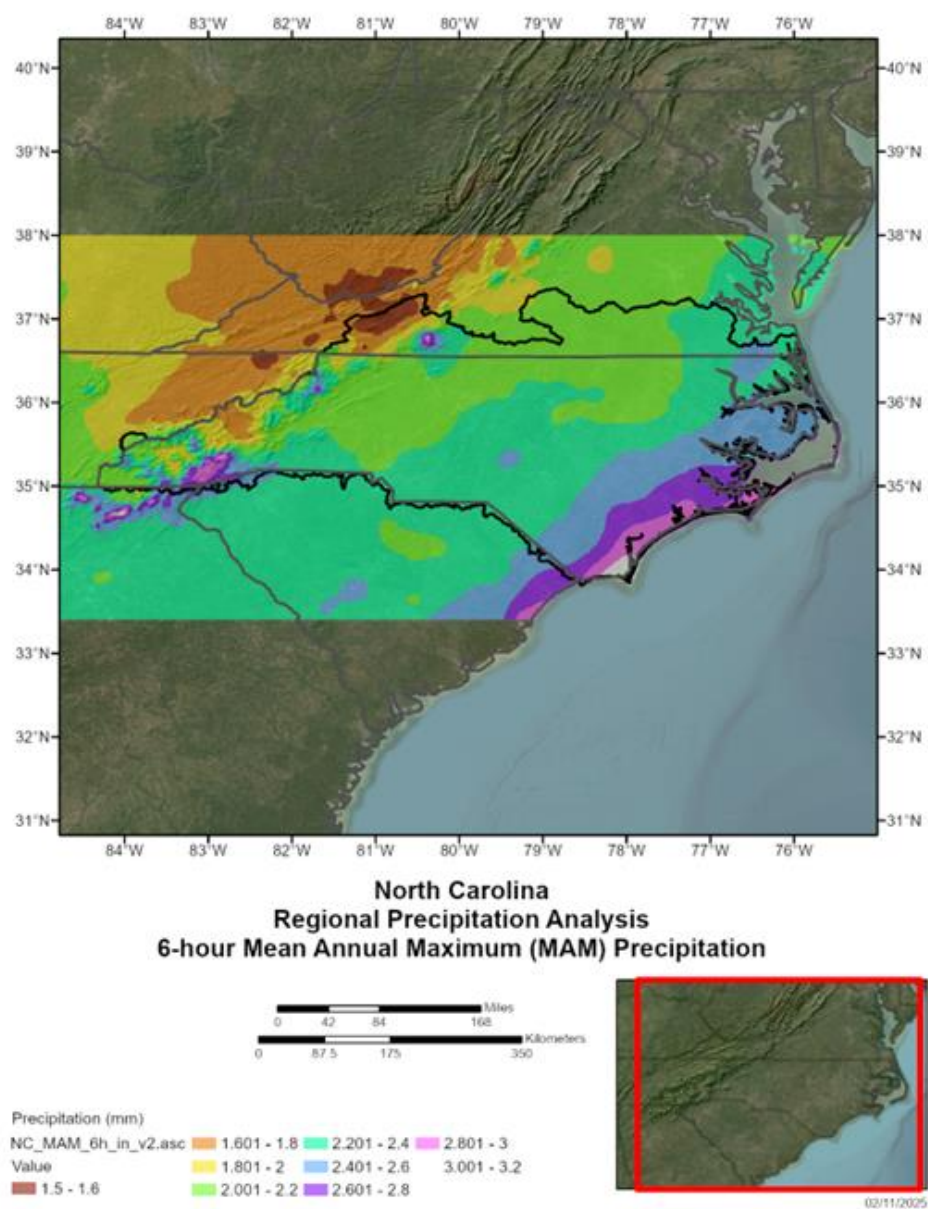 84°W 83°W 82°W 81°W 80°W 79°W 78°W 77°W 76°W
40°N 40°N
39°N 39°N
38°N 38°N
37°N 37°N
36°N 36°N
35°N 35°N
34°N 34°N
33°N 33°N
32°N 32°N
31°N 31°N
84°W 83°W 82°W 81°W 80°W 79°W 78°W 77°W 76°W
North Carolina
Regional Precipitation Analysis
6-hour Mean Annual Maximum (MAM) Precipitation
Miles
0 42 84 168
Kilometers
0 87.5 175 350
Precipitation (mm)
NC_MAM_6h_in_v2.asc 1.601 - 1.8 2.201 - 2.4 2.801 - 3
Value 1.801 - 2 2.401 - 2.6 3.001 - 3.2
1.5 - 1.6 2.001 - 2.2 2.601 - 2.8
02/11/2025